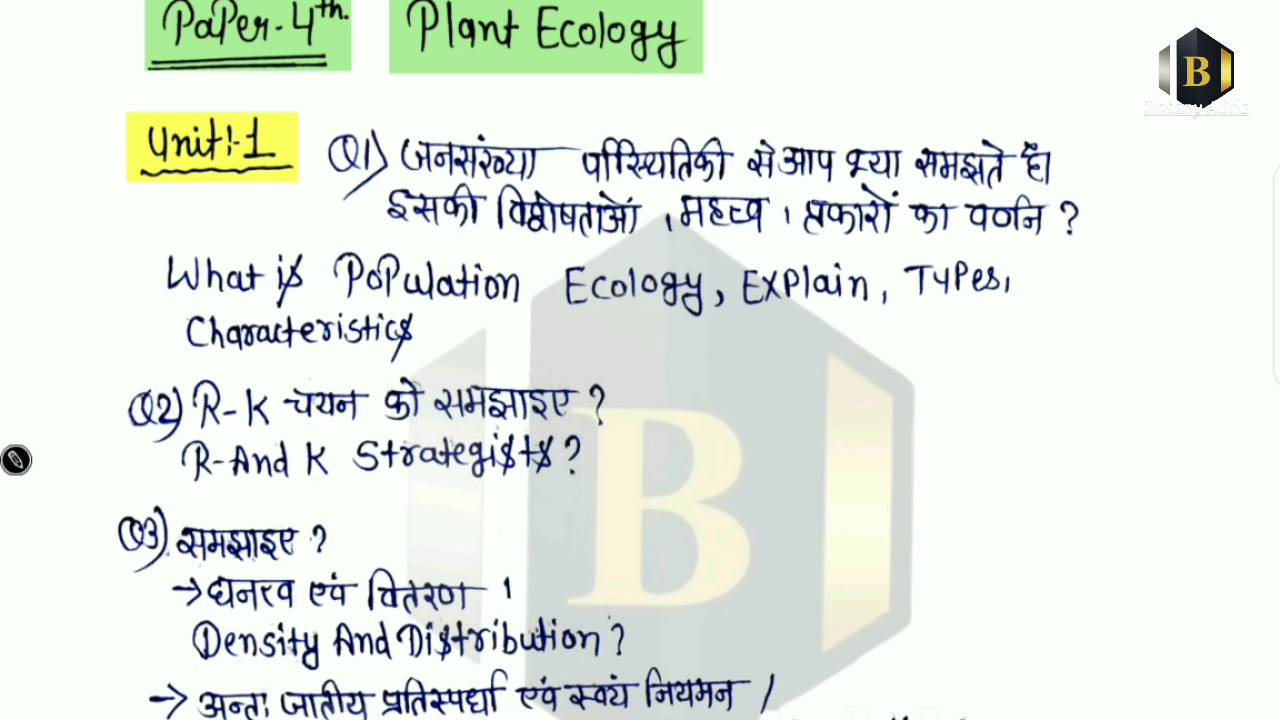 Paper-4th. Plant Ecology
B
Unit:-1 Q1) जनसंख्या पारिस्थितिकी से आप क्या समझते हैं।
इसकी विशेषताओं, महत्व, प्रकारों का वर्णन ?
What is Population Ecology, Explain, Types,
Characteristics
Q2) R-K चयन को समझाइए ?
R-And K Strategists ?
Q3) समझाइए ?
→ घनत्व एवं वितरण ।
Density And Distribution ?
→ अन्तः जातीय प्रतिस्पर्धा एवं स्वयं नियमन /
B